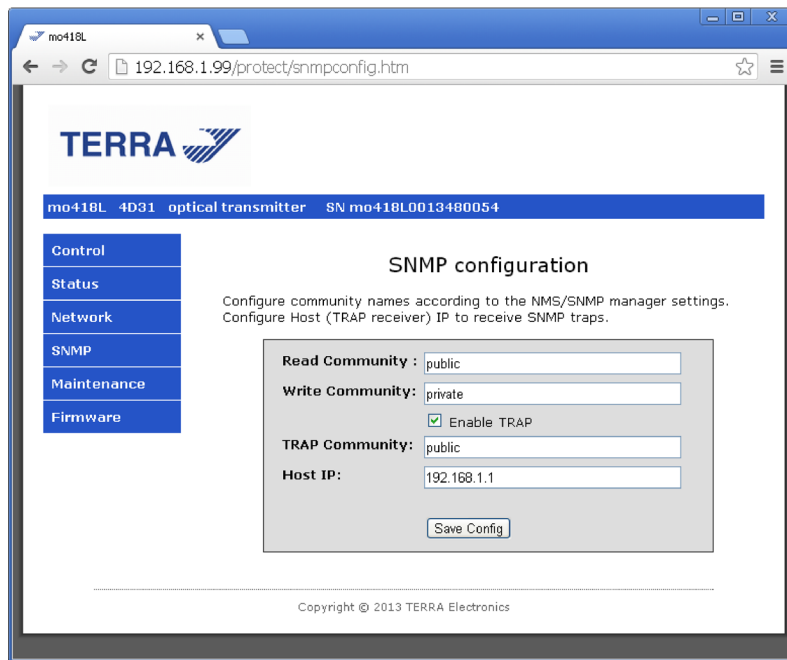 mo418L
192.168.1.99/protect/snmpconfig.htm
TERRA
mo418L 4D31 optical transmitter SN mo418L0013480054
Control
Status
Network
SNMP
Maintenance
Firmware
SNMP configuration
Configure community names according to the NMS/SNMP manager settings.
Configure Host (TRAP receiver) IP to receive SNMP traps.
Read Community : public
Write Community: private
Enable TRAP
TRAP Community: public
Host IP: 192.168.1.1
Save Config
Copyright © 2013 TERRA Electronics